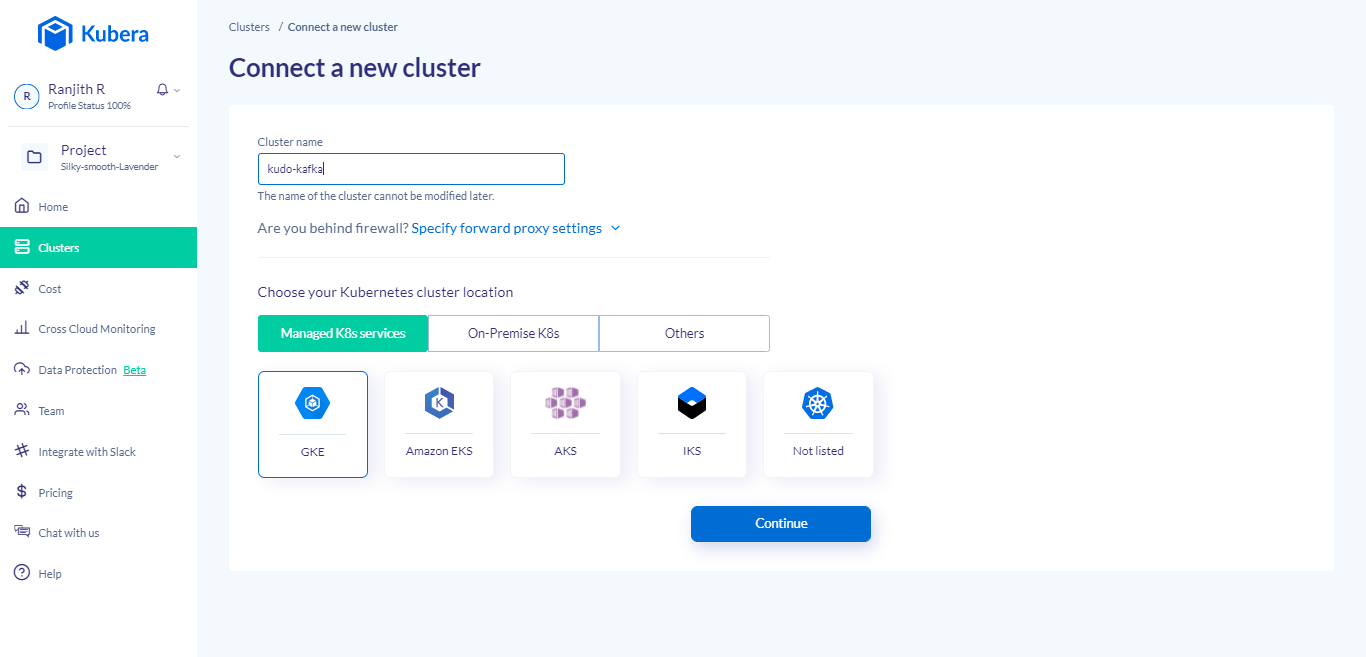 Kubera
R
Ranjith R
Profile Status 100%
Project
Silky-smooth-Lavender
Home
Clusters
Cost
Cross Cloud Monitoring
Data Protection Beta
Team
Integrate with Slack
Pricing
Chat with us
Help
Clusters / Connect a new cluster
Connect a new cluster
Cluster name
kudo-kafka
The name of the cluster cannot be modified later.
Are you behind firewall? Specify forward proxy settings
Choose your Kubernetes cluster location
Managed K8s services On-Premise K8s Others
K
GKE Amazon EKS AKS IKS Not listed
Continue